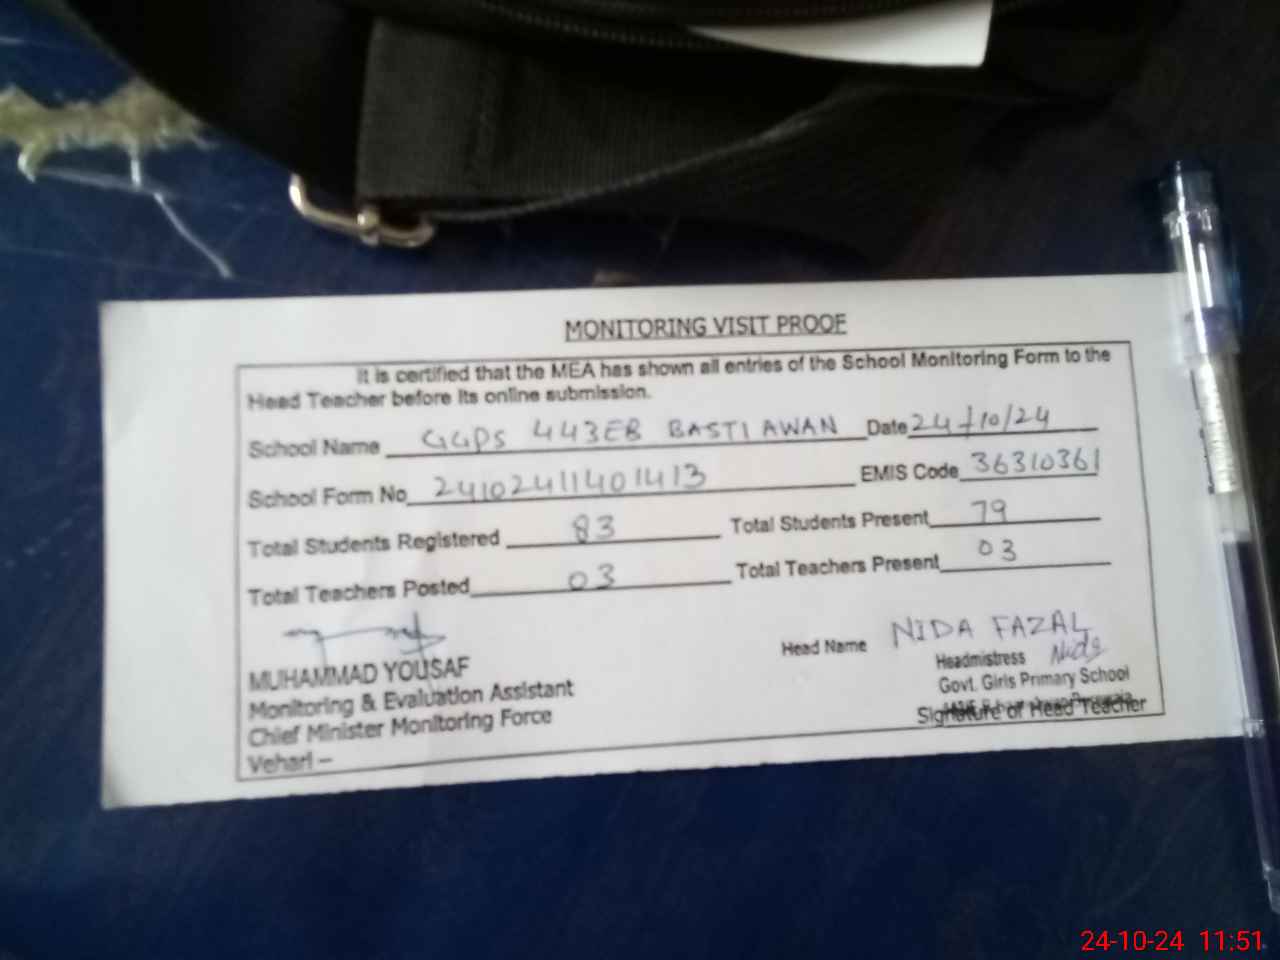 MONITORING VISIT PROOF
It is certified that the MEA has shown all entries of the School Monitoring Form to the
Head Teacher before its online submission.
School Name GGPS 443EB BASTI AWAN Date 24/10/24
School Form No 24102411401413 EMIS Code 36310361
Total Students Registered 83 Total Students Present 79
Total Teachers Posted 03 Total Teachers Present 03
Head Name NIDA FAZAL
MUHAMMAD YOUSAF
Headmistress Nida
Monitoring & Evaluation Assistant
Govt. Girls Primary School
Chief Minister Monitoring Force
Signature of Head Teacher
Vehari –
24-10-24 11:51